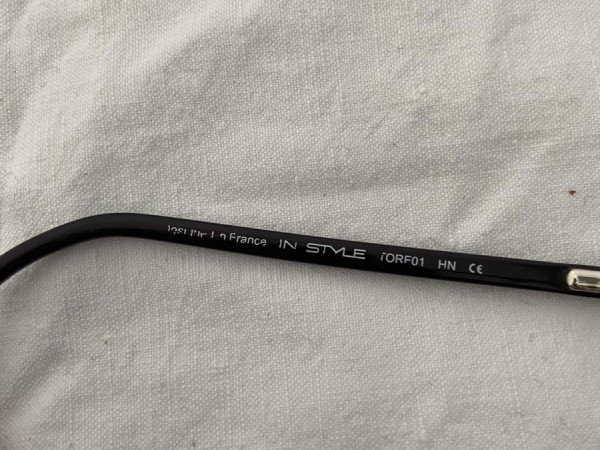 France IN STYLE TORF01 HN CE